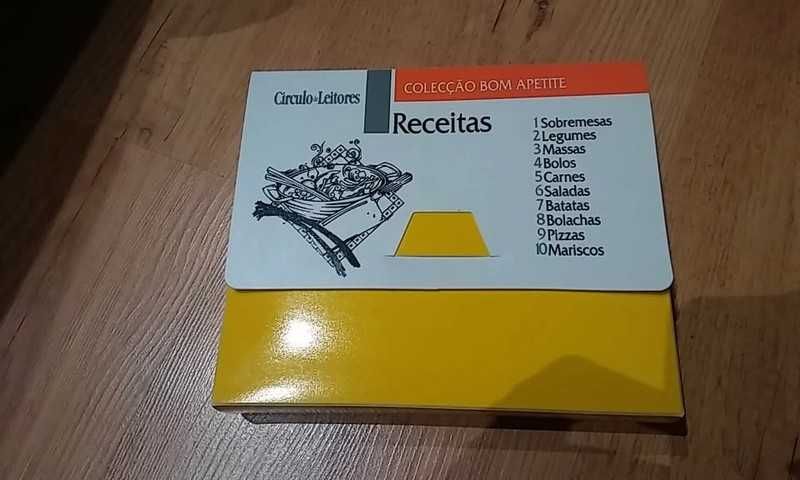 Círculo de Leitores
COLECÇÃO BOM APETITE
Receitas
1 Sobremesas
2 Legumes
3 Massas
4 Bolos
5 Carnes
6 Saladas
7 Batatas
8 Bolachas
9 Pizzas
10 Mariscos